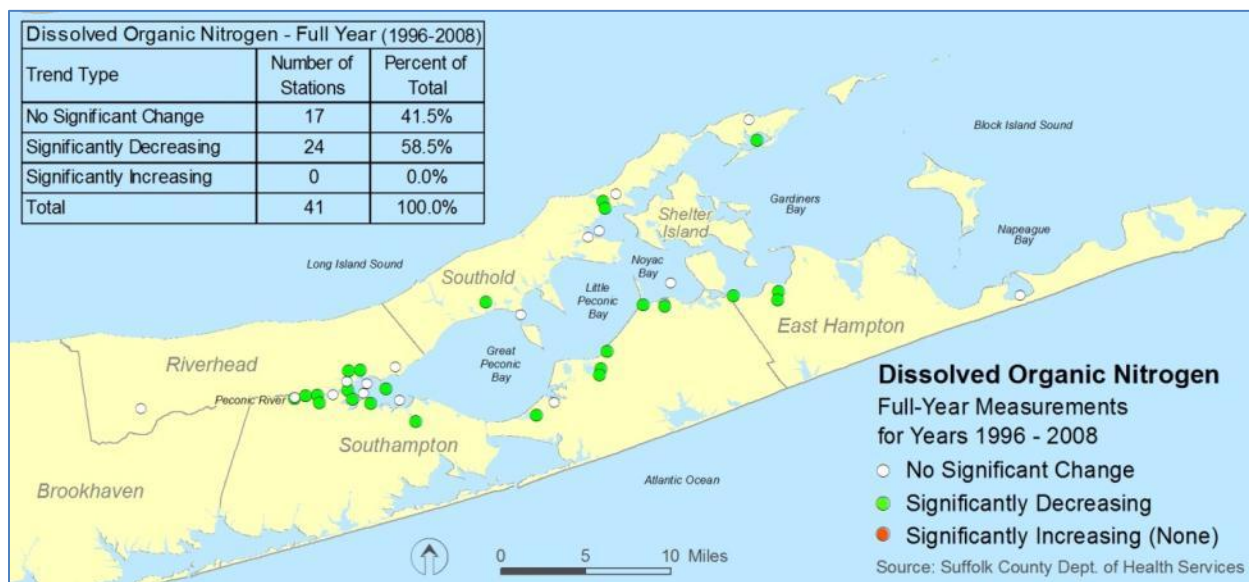 Dissolved Organic Nitrogen - Full Year (1996-2008)
Trend Type
Number of
Stations
Percent of
Total
No Significant Change 17 41.5%
Significantly Decreasing 24 58.5%
Significantly Increasing 0 0.0%
Total 41 100.0%
Block Island Sound
Gardiners
Bay
Shelter
Island
Napeague
Bay
Long Island Sound
Noyac
Bay
Southold
Little
Peconic
Bay
East Hampton
Great
Peconic
Bay
Riverhead
Peconic River
Southampton
Brookhaven
Atlantic Ocean
0 5 10 Miles
Dissolved Organic Nitrogen
Full-Year Measurements
for Years 1996 - 2008
No Significant Change
Significantly Decreasing
Significantly Increasing (None)
Source: Suffolk County Dept. of Health Services